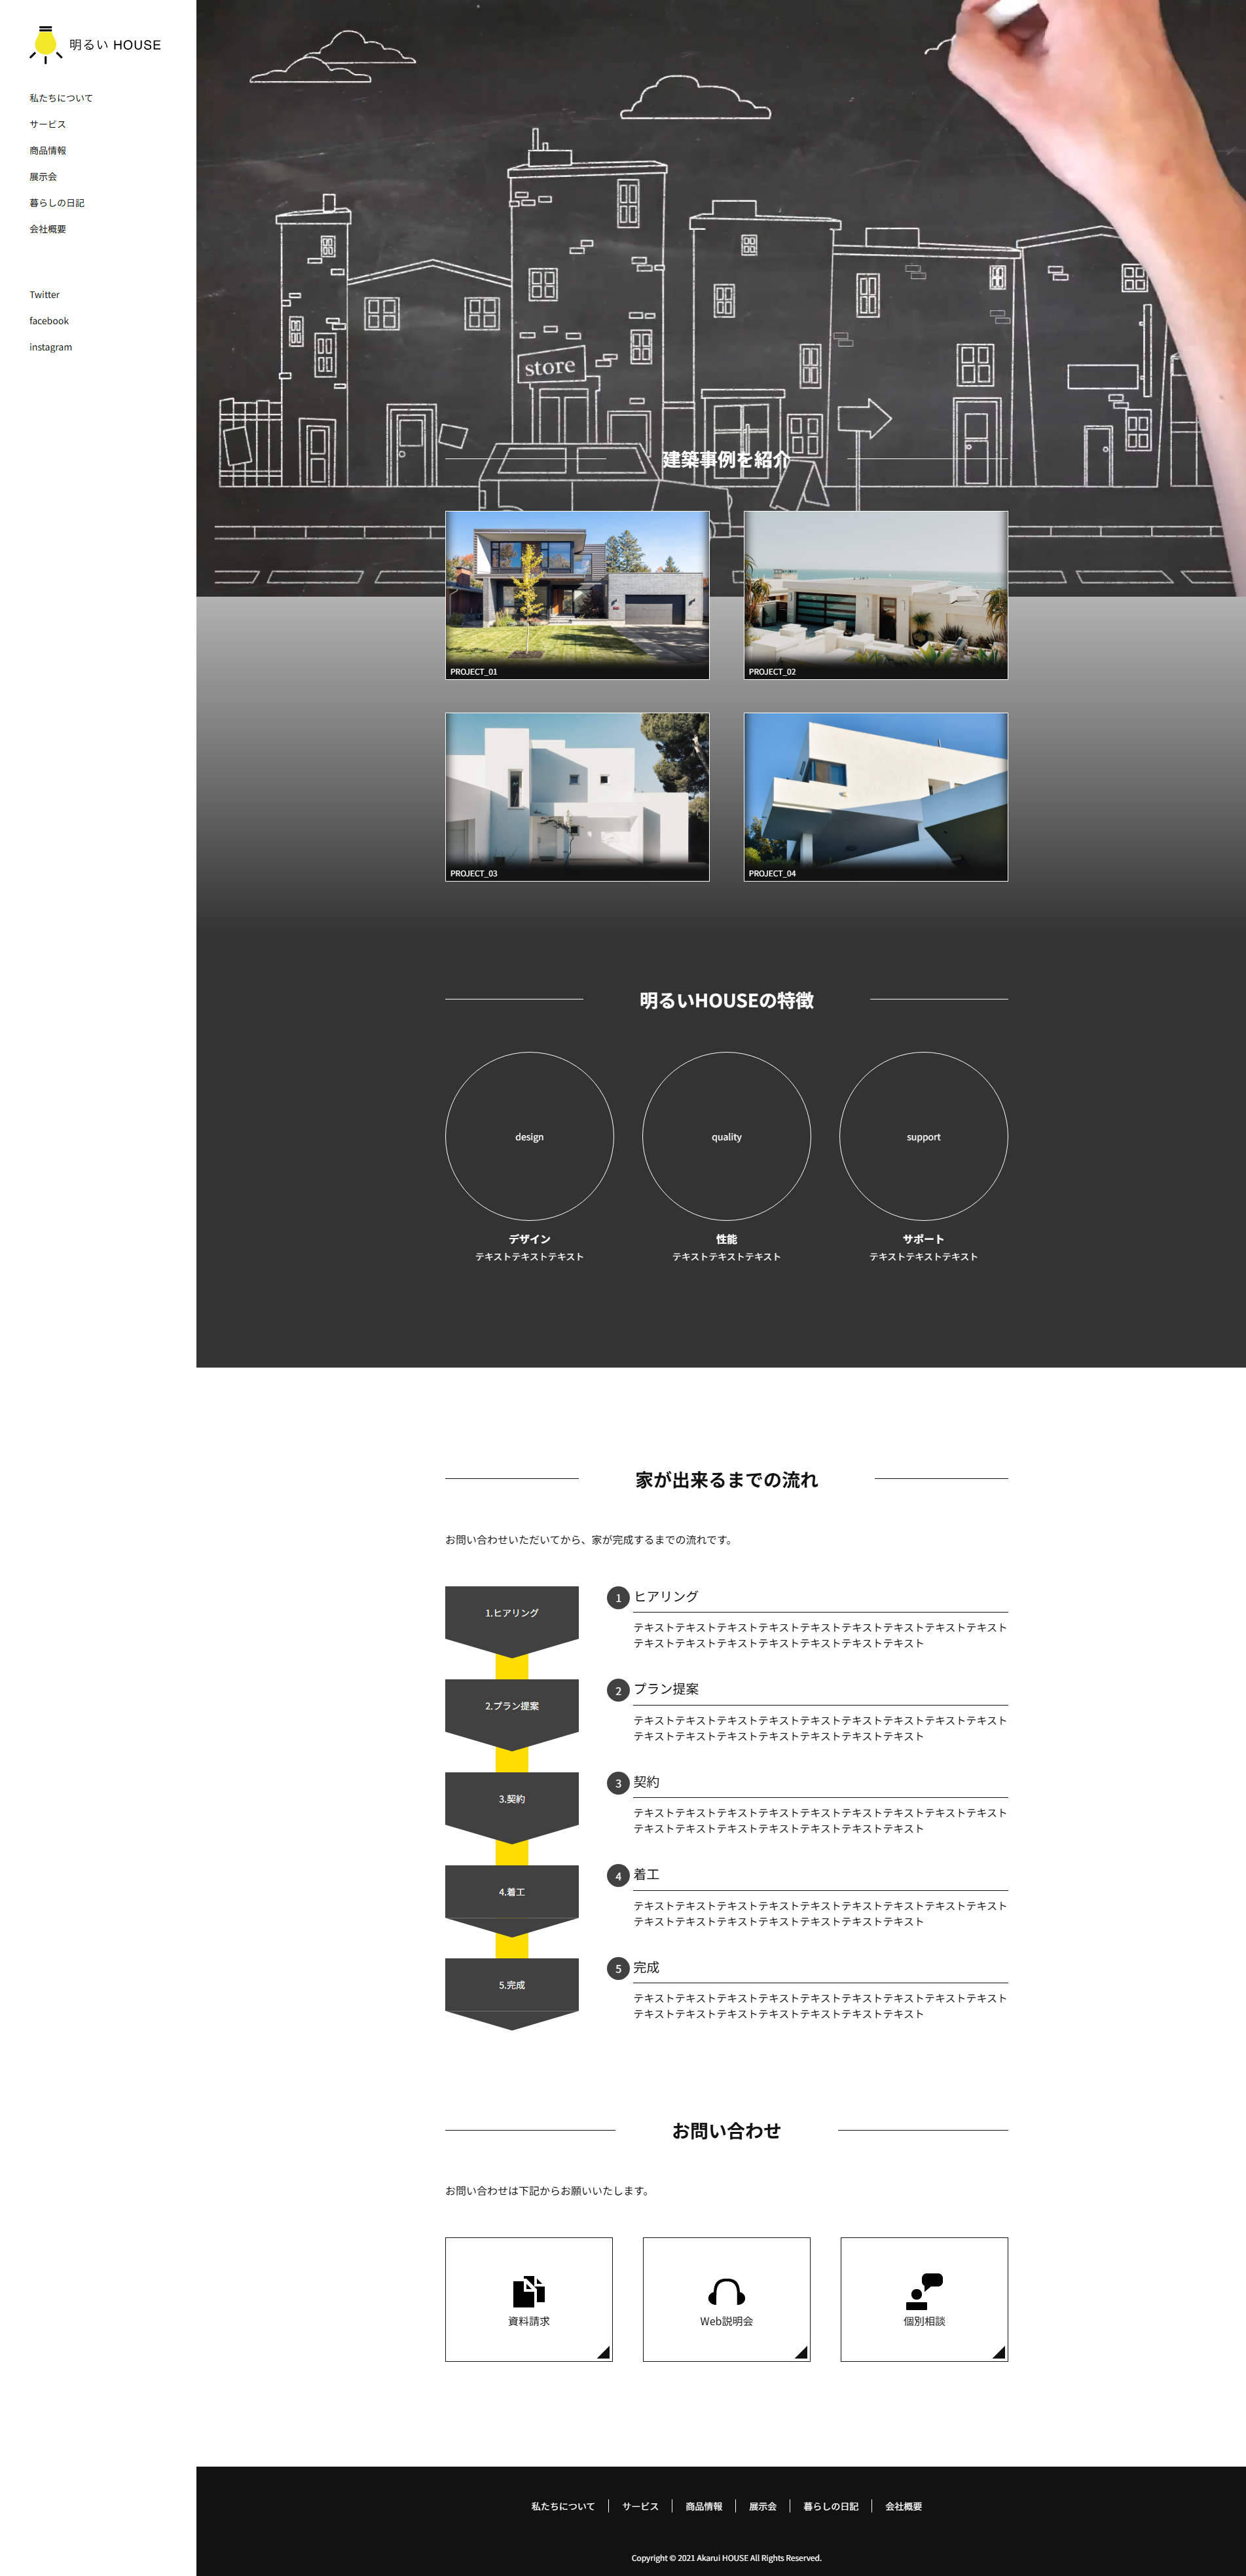 明るい HOUSE
私たちについて
サービス
商品情報
展示会
暮らしの日記
会社概要
Twitter
facebook
instagram
store
建築事例を紹介
PROJECT_01
PROJECT_02
PROJECT_03
PROJECT_04
明るいHOUSEの特徴
design
quality
support
デザイン
テキストテキストテキスト
性能
テキストテキストテキスト
サポート
テキストテキストテキスト
家が出来るまでの流れ
お問い合わせいただいてから、家が完成するまでの流れです。
1.ヒアリング
1 ヒアリング
テキストテキストテキストテキストテキストテキストテキストテキストテキスト
テキストテキストテキストテキストテキストテキストテキスト
2.プラン提案
2 プラン提案
テキストテキストテキストテキストテキストテキストテキストテキストテキスト
テキストテキストテキストテキストテキストテキストテキスト
3.契約
3 契約
テキストテキストテキストテキストテキストテキストテキストテキストテキスト
テキストテキストテキストテキストテキストテキストテキスト
4.着工
4 着工
テキストテキストテキストテキストテキストテキストテキストテキストテキスト
テキストテキストテキストテキストテキストテキストテキスト
5.完成
5 完成
テキストテキストテキストテキストテキストテキストテキストテキストテキスト
テキストテキストテキストテキストテキストテキストテキスト
お問い合わせ
お問い合わせは下記からお願いいたします。
資料請求
Web説明会
個別相談
私たちについて サービス 商品情報 展示会 暮らしの日記 会社概要
Copyright © 2021 Akarui HOUSE All Rights Reserved.